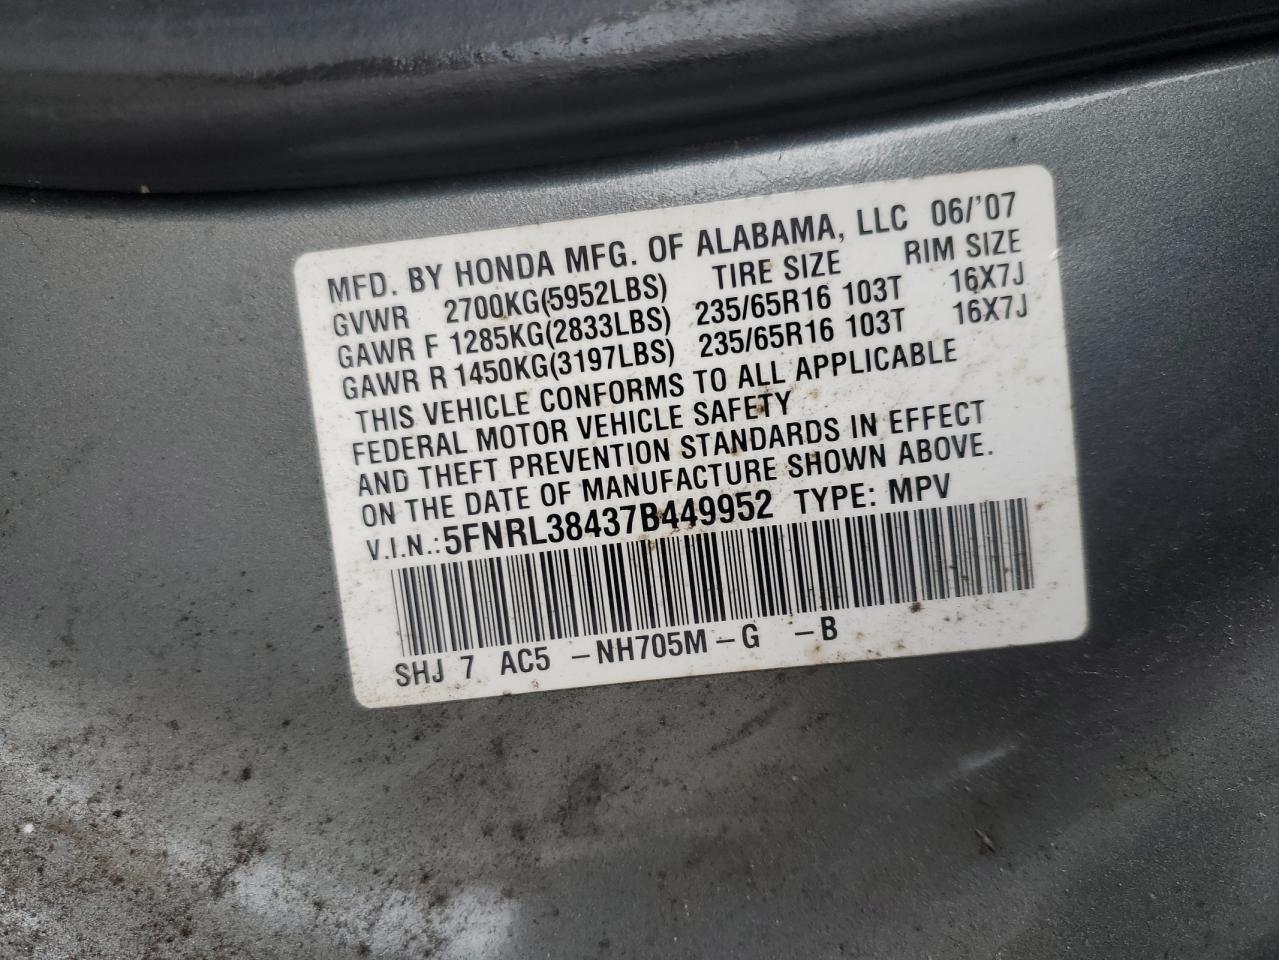 MFD. BY HONDA MFG. OF ALABAMA, LLC 06/'07
GVWR 2700KG(5952LBS) TIRE SIZE RIM SIZE
GAWR F 1285KG(2833LBS) 235/65R16 103T 16X7J
GAWR R 1450KG(3197LBS) 235/65R16 103T 16X7J
THIS VEHICLE CONFORMS TO ALL APPLICABLE
FEDERAL MOTOR VEHICLE SAFETY
AND THEFT PREVENTION STANDARDS IN EFFECT
ON THE DATE OF MANUFACTURE SHOWN ABOVE.
V.I.N.: 5FNRL38437B449952 TYPE: MPV
SHJ 7 AC5 -NH705M-G -B